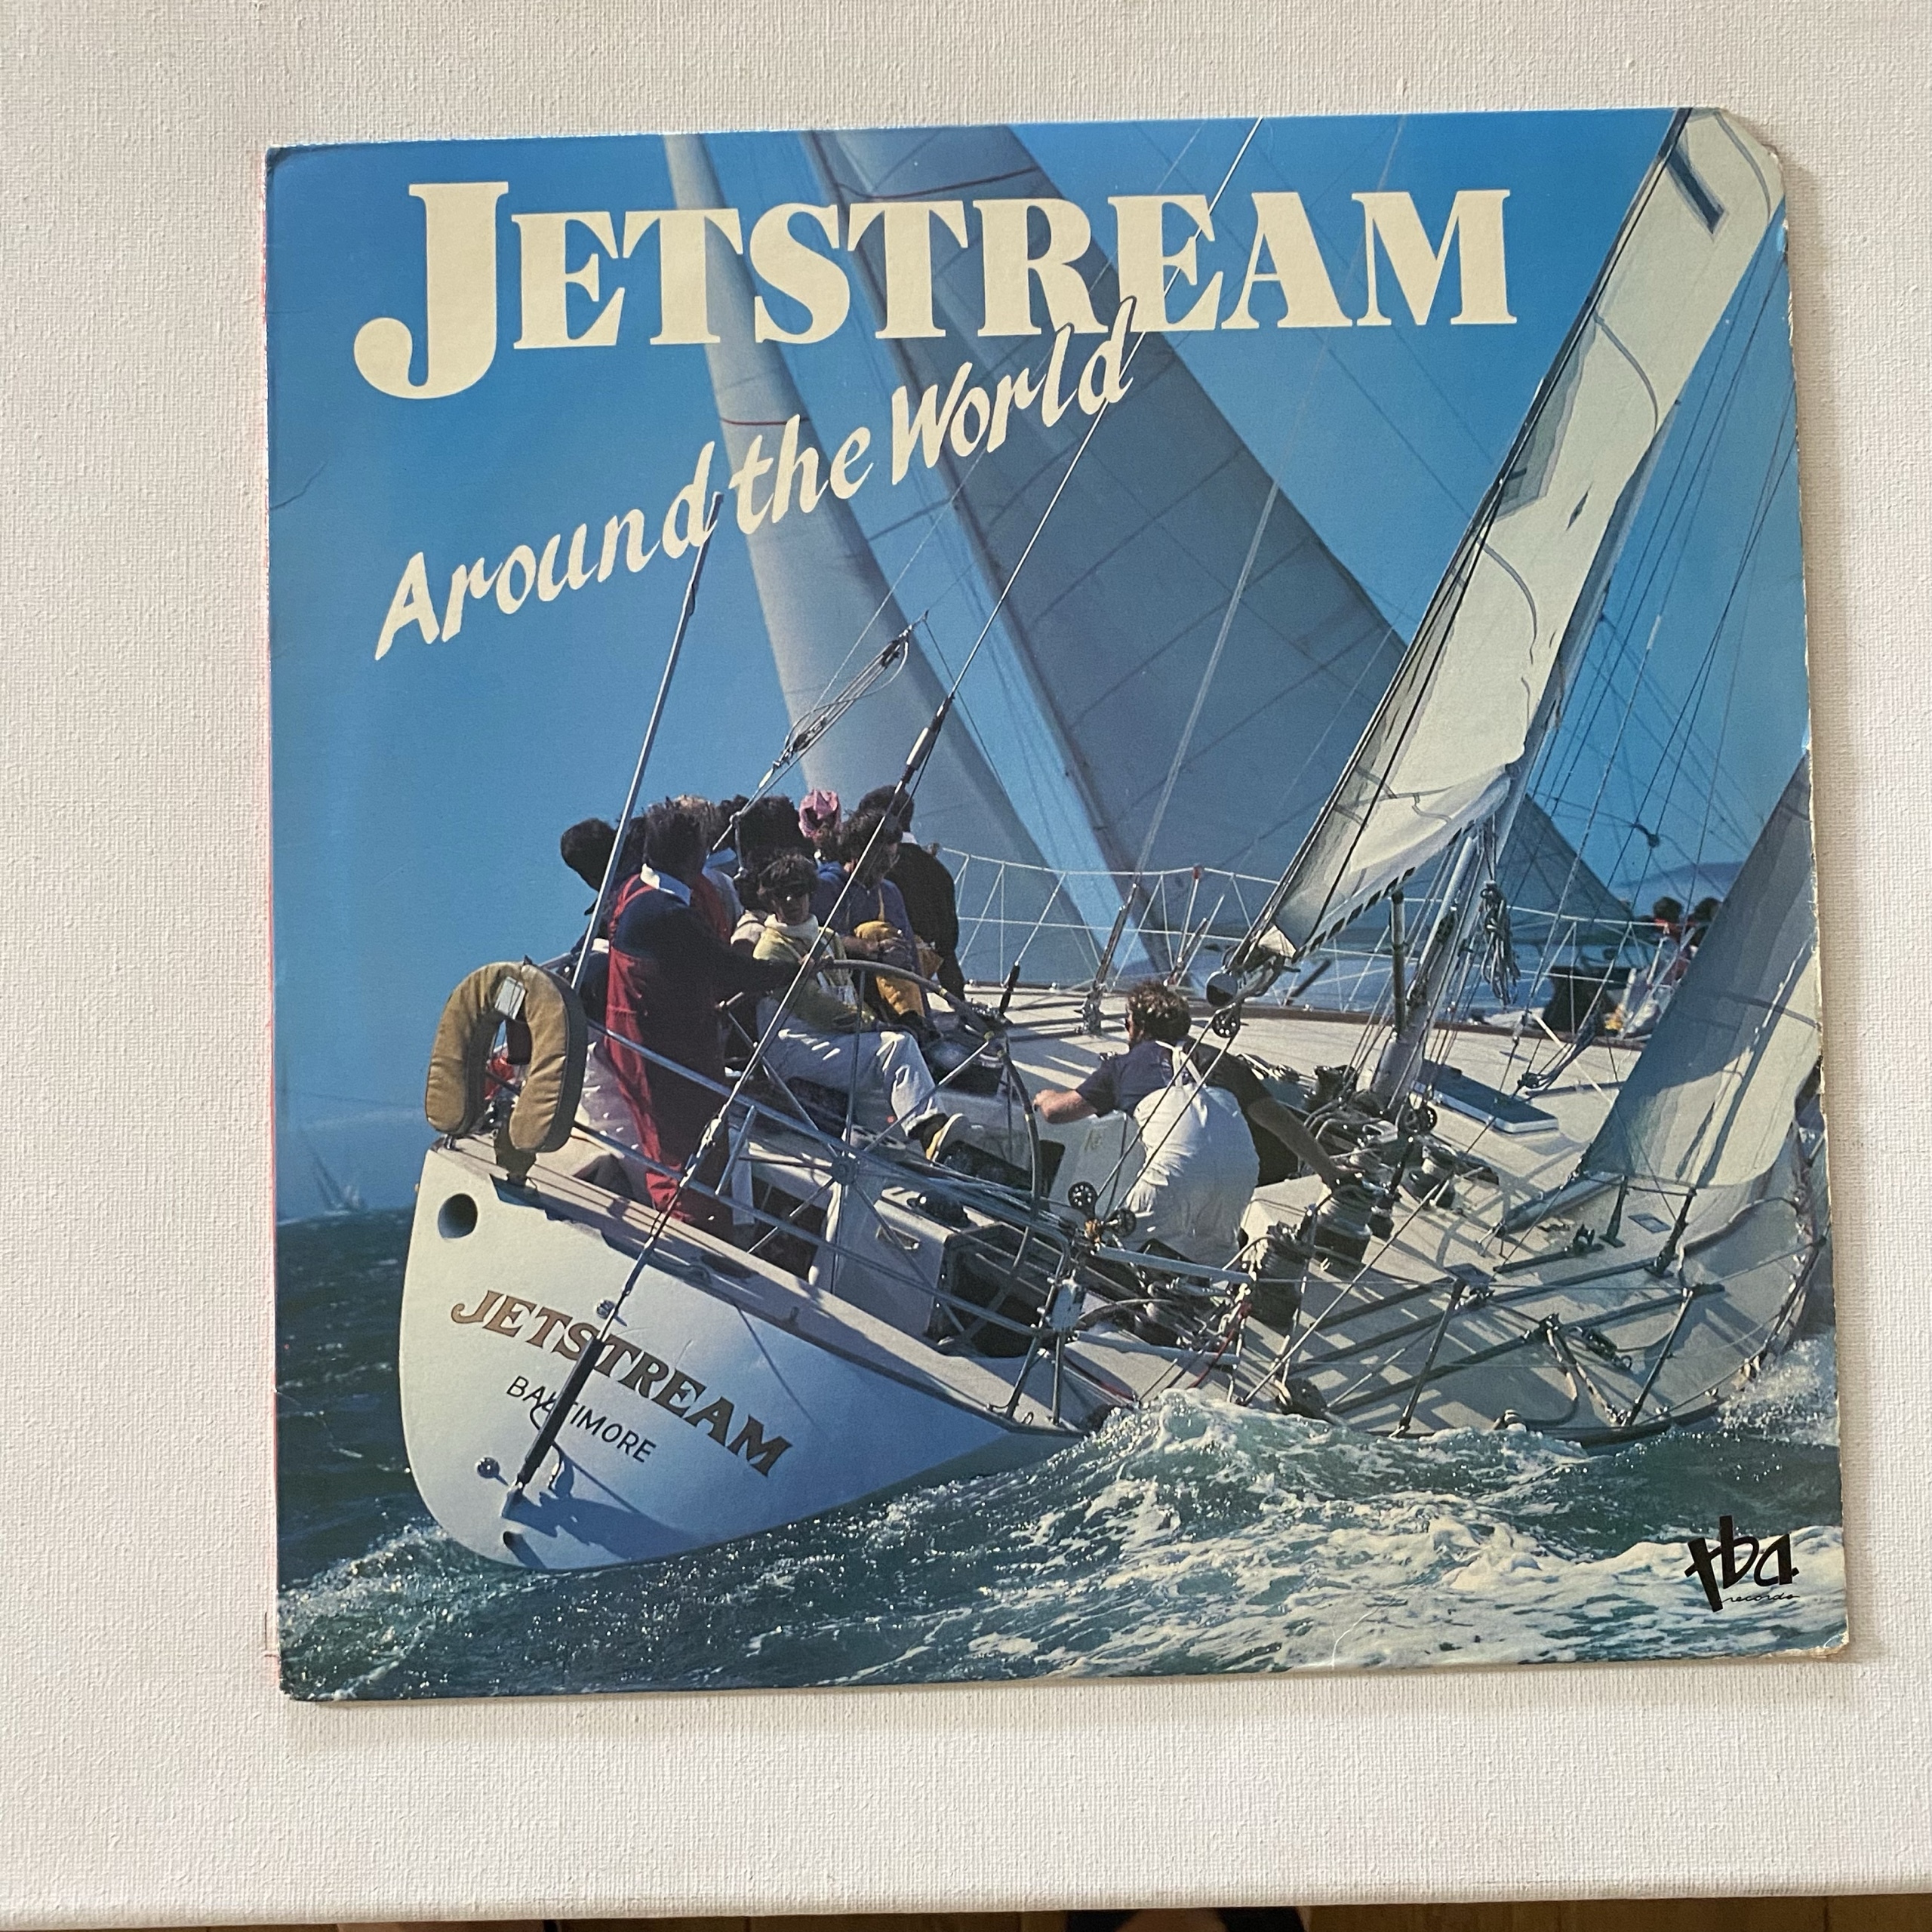 JETSTREAM
Around the World
JETSTREAM
BALTIMORE
tba
records